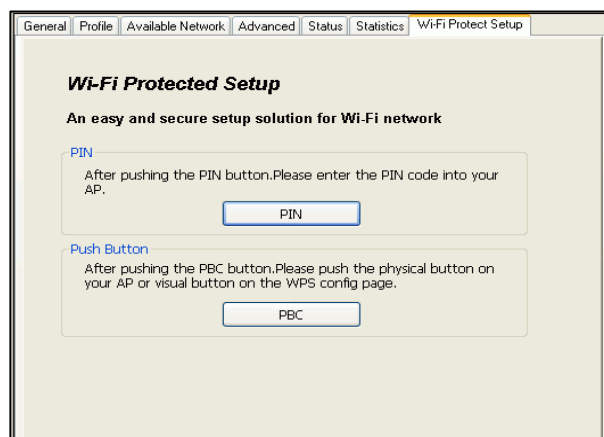 General Profile Available Network Advanced Status Statistics Wi-Fi Protect Setup
Wi-Fi Protected Setup
An easy and secure setup solution for Wi-Fi network
PIN
After pushing the PIN button.Please enter the PIN code into your
AP.
PIN
Push Button
After pushing the PBC button.Please push the physical button on
your AP or visual button on the WPS config page.
PBC